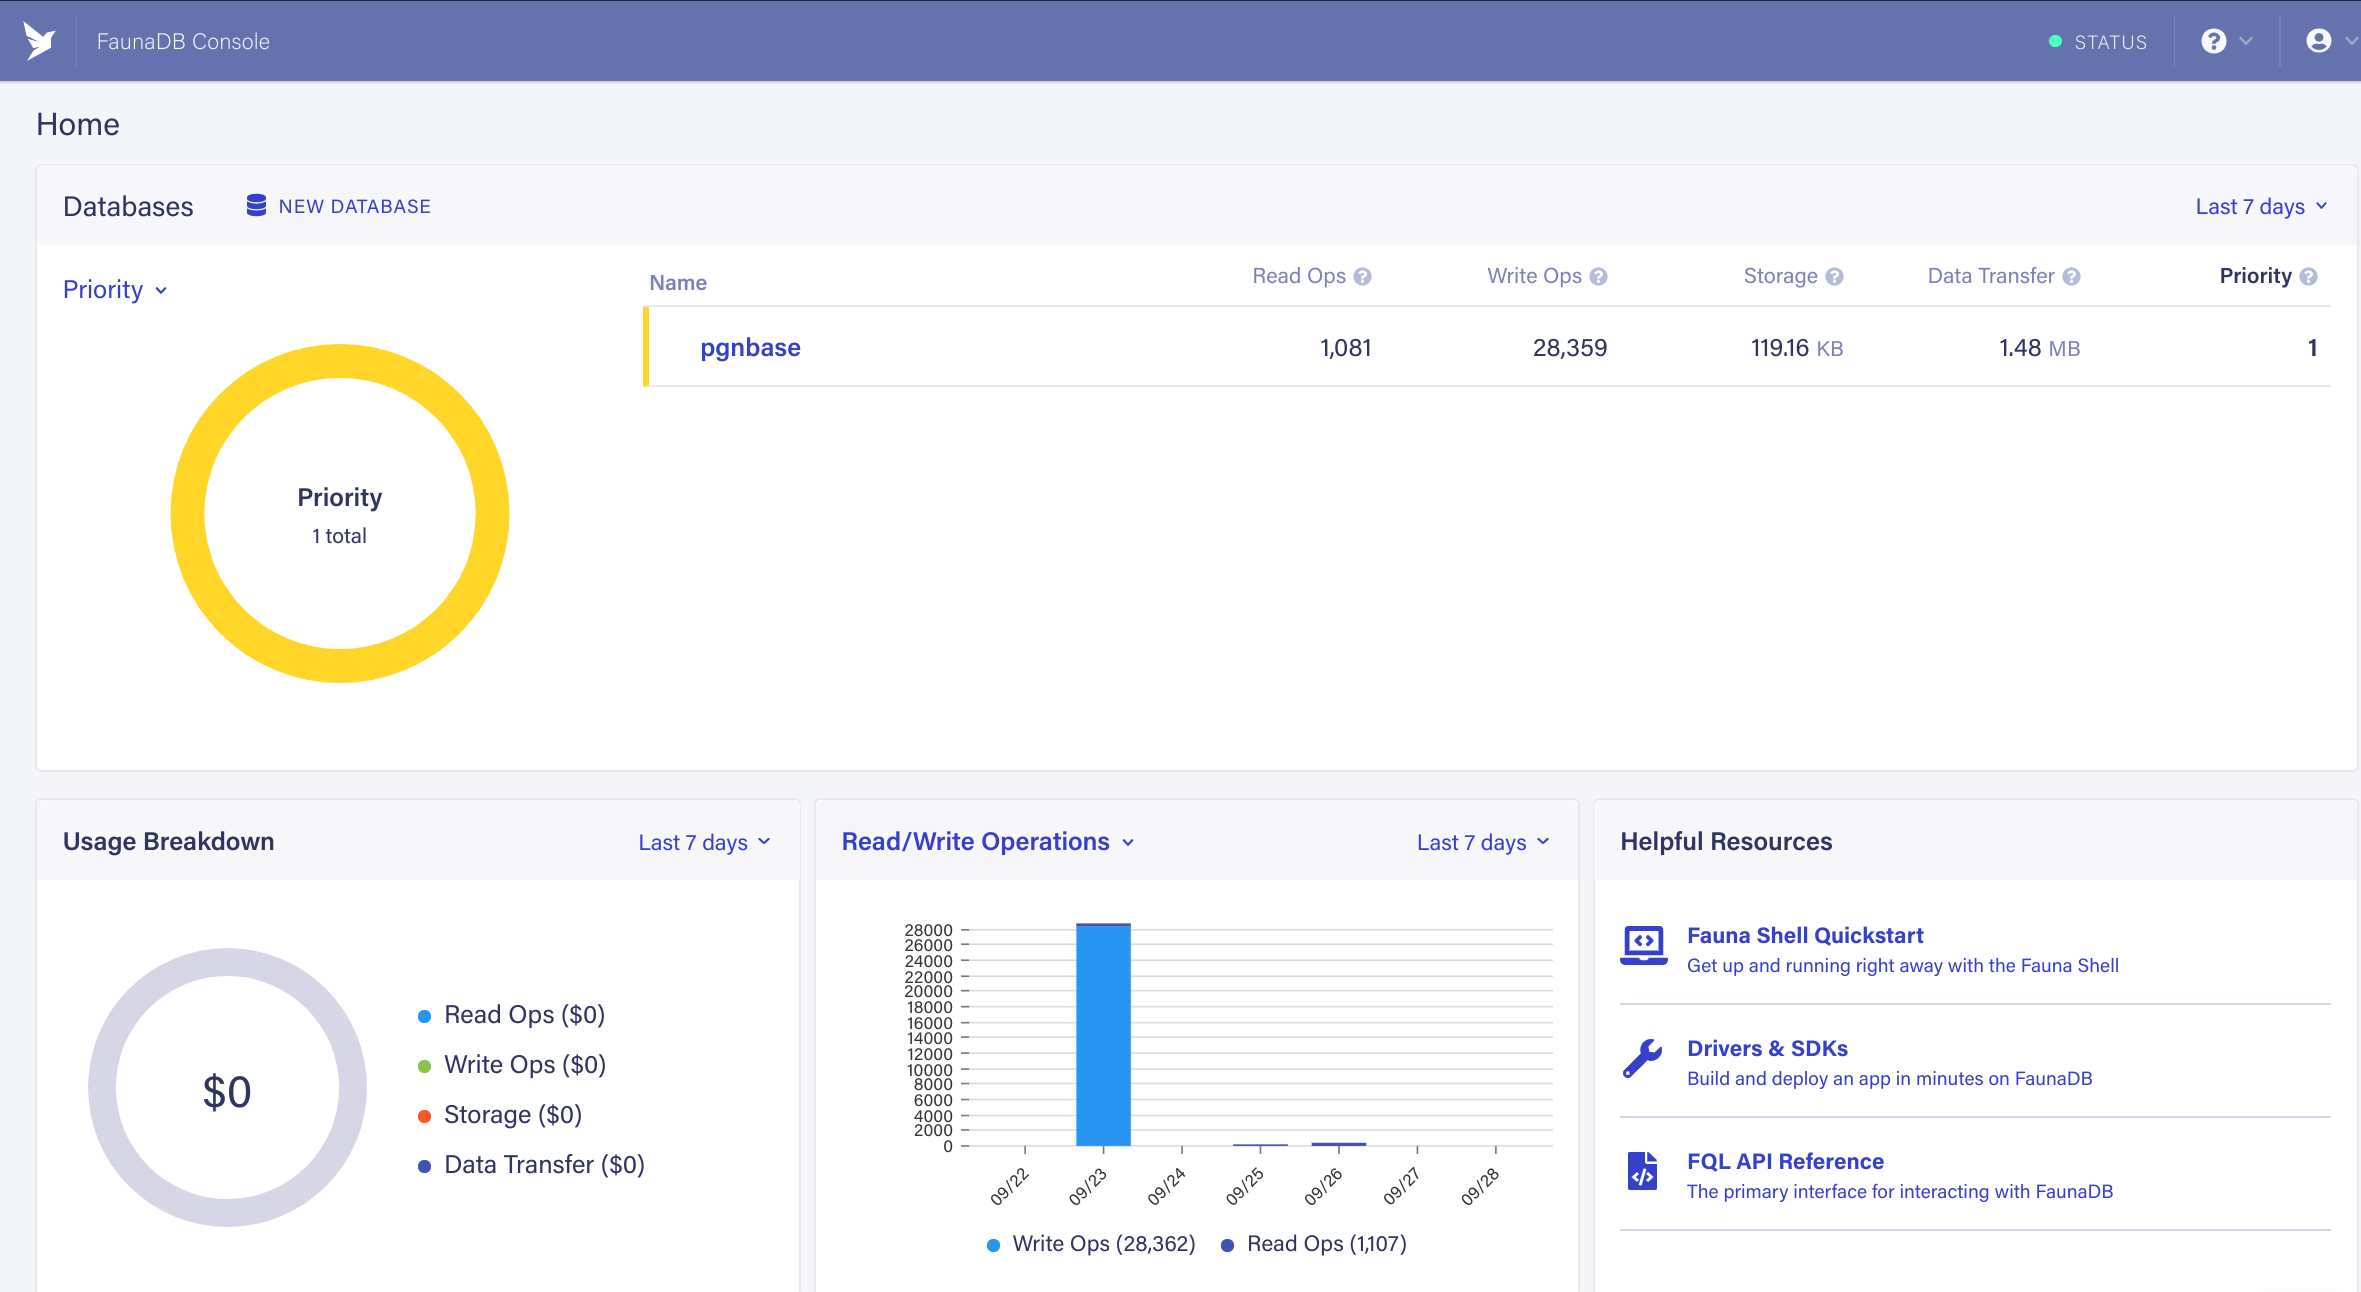 FaunaDB Console
STATUS
Home
Databases
NEW DATABASE
Last 7 days
Priority
Name Read Ops Write Ops Storage Data Transfer Priority
pgnbase 1,081 28,359 119.16 KB 1.48 MB 1
Priority
1 total
Usage Breakdown
Last 7 days
$0
Read Ops ($0)
Write Ops ($0)
Storage ($0)
Data Transfer ($0)
Read/Write Operations
Last 7 days
28000
26000
24000
22000
20000
18000
16000
14000
12000
10000
8000
6000
4000
2000
0
09/22 09/23 09/24 09/25 09/26 09/27 09/28
Write Ops (28,362) Read Ops (1,107)
Helpful Resources
Fauna Shell Quickstart
Get up and running right away with the Fauna Shell
Drivers & SDKs
Build and deploy an app in minutes on FaunaDB
FQL API Reference
The primary interface for interacting with FaunaDB